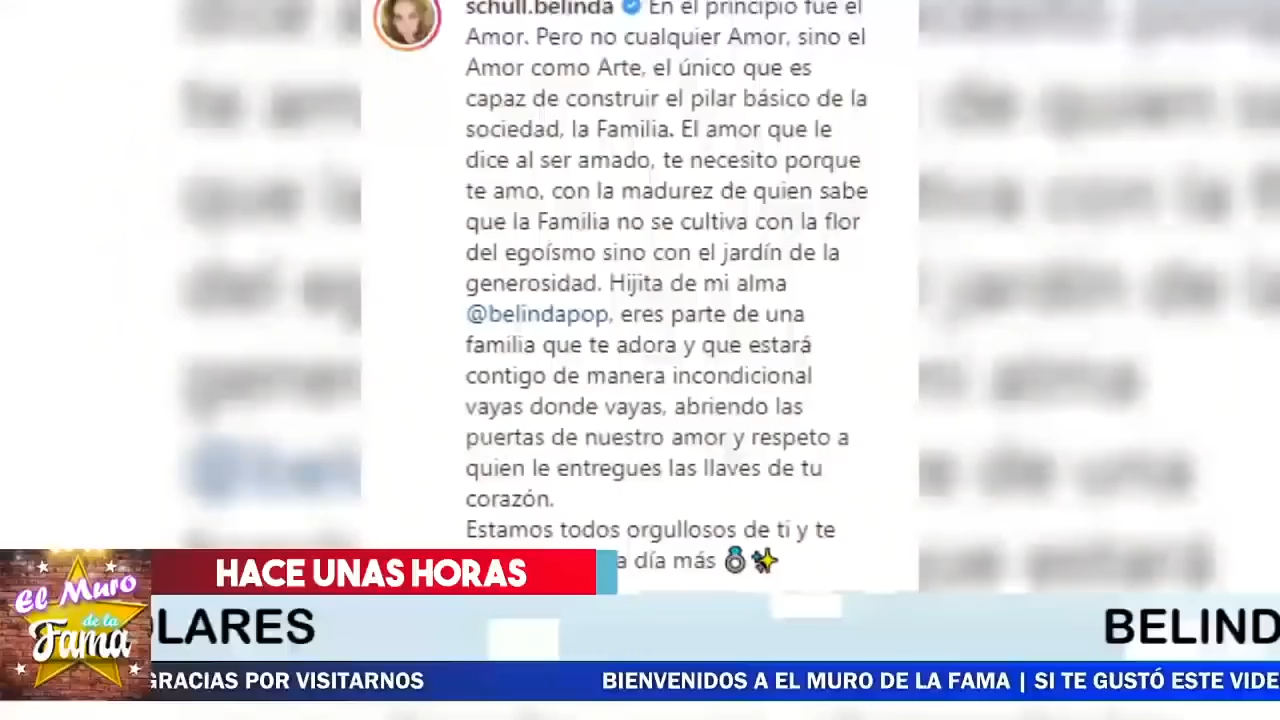 schull.belinda En el principio fue el
Amor. Pero no cualquier Amor, sino el
Amor como Arte, el único que es
capaz de construir el pilar básico de la
sociedad, la Familia. El amor que le
dice al ser amado, te necesito porque
te amo, con la madurez de quien sabe
que la Familia no se cultiva con la flor
del egoísmo sino con el jardín de la
generosidad. Hijita de mi alma
@belindapop, eres parte de una
familia que te adora y que estará
contigo de manera incondicional
vayas donde vayas, abriendo las
puertas de nuestro amor y respeto a
quien le entregues las llaves de tu
corazón.
Estamos todos orgullosos de ti y te
a día más 💍✨
HACE UNAS HORAS
El Muro
de la
Fama
LARES
BELIND
GRACIAS POR VISITARNOS
BIENVENIDOS A EL MURO DE LA FAMA | SI TE GUSTÓ ESTE VIDE